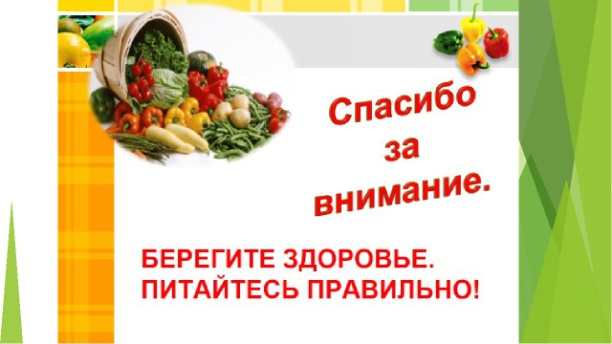 Спасибо
за
внимание.
БЕРЕГИТЕ ЗДОРОВЬЕ.
ПИТАЙТЕСЬ ПРАВИЛЬНО!